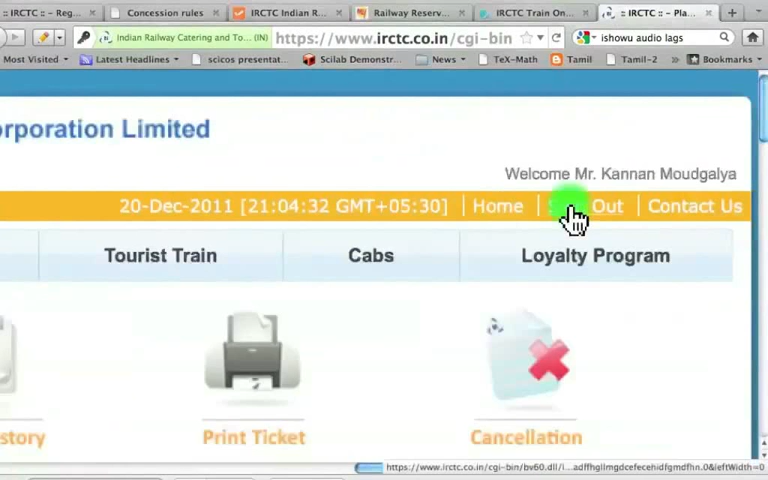 :: IRCTC :: - Reg... Concession rules IRCTC Indian R... Railway Reserv... IRCTC Train On... :: IRCTC :: - Pla...
Indian Railway Catering and To... (IN) https://www.irctc.co.in/cgi-bin ishowu audio lags
Most Visited Latest Headlines scicos presentat... Scilab Demonstr... News TeX-Math Tamil Tamil-2 » Bookmarks
orporation Limited
Welcome Mr. Kannan Moudgalya
20-Dec-2011 [21:04:32 GMT+05:30] Home Out Contact Us
Tourist Train Cabs Loyalty Program
story Print Ticket Cancellation